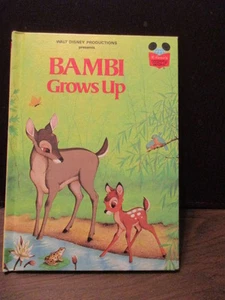 WALT DISNEY PRODUCTIONS
presents
BAMBI
Grows Up